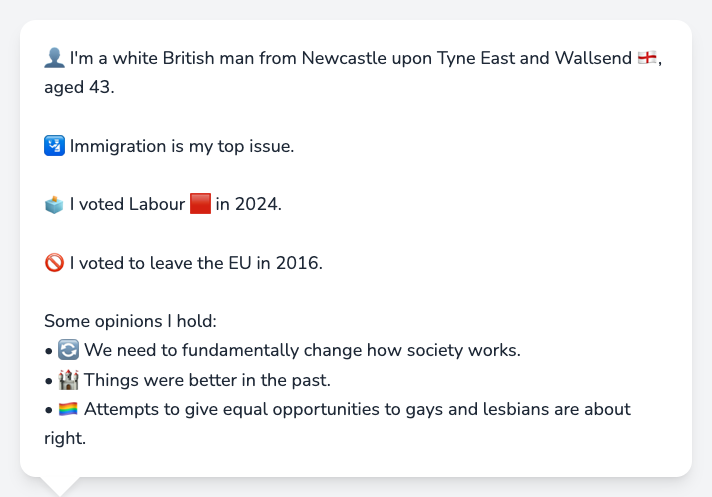 👤 I'm a white British man from Newcastle upon Tyne East and Wallsend 🏴󠁧󠁢󠁥󠁮󠁧󠁿,
aged 43.
🛂 Immigration is my top issue.
🗳️ I voted Labour 🟥 in 2024.
🚫 I voted to leave the EU in 2016.
Some opinions I hold:
• 🔄 We need to fundamentally change how society works.
• 🏰 Things were better in the past.
• 🏳️‍🌈 Attempts to give equal opportunities to gays and lesbians are about
right.